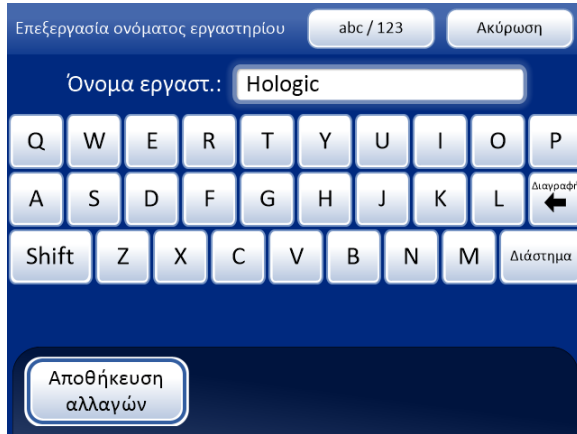 Επεξεργασία ονόματος εργαστηρίου abc / 123 Ακύρωση
Όνομα εργαστ.: Hologic
Q W E R T Y U I O P
A S D F G H J K L Διαγραφή
Shift Z X C V B N M Διάστημα
Αποθήκευση
αλλαγών